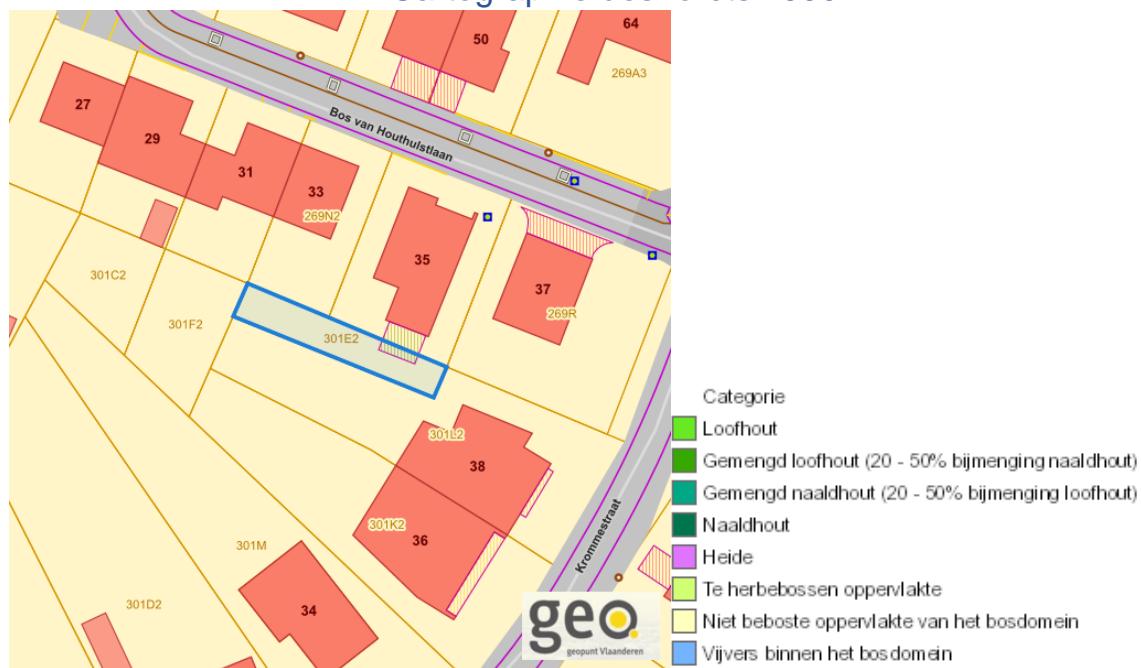 50
64
269A3
27
29
Bos van Houthulstlaan
31
33
269N2
35
37
269R
301C2
301F2
301E2
301L2
38
301K2
36
Krommestraat
301M
34
301D2
geo
geopunt Vlaanderen
Categorie
Loofhout
Gemengd loofhout (20 - 50% bijmenging naaldhout)
Gemengd naaldhout (20 - 50% bijmenging loofhout)
Naaldhout
Heide
Te herbebossen oppervlakte
Niet beboste oppervlakte van het bosdomein
Vijvers binnen het bosdomein